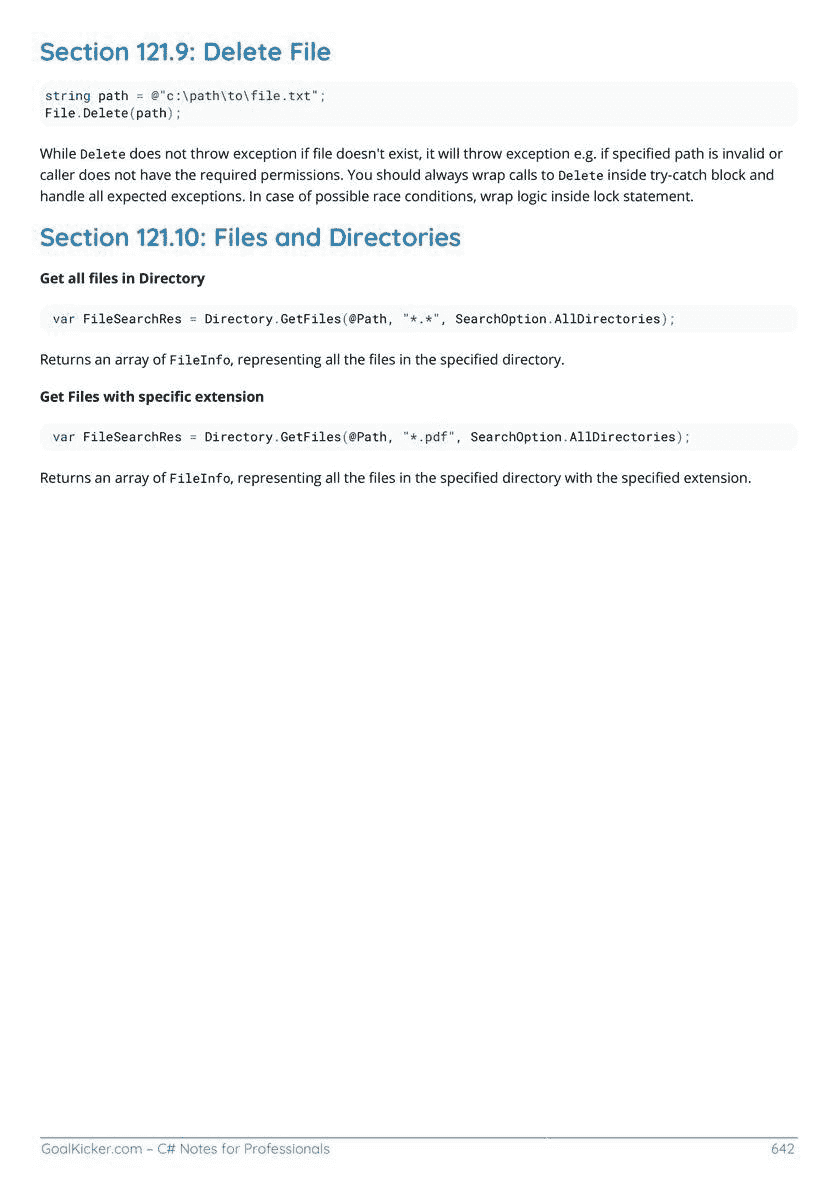 Section 121.9: Delete File
string path = @"c:\path\to\file.txt";
File.Delete(path);
While Delete does not throw exception if file doesn't exist, it will throw exception e.g. if specified path is invalid or
caller does not have the required permissions. You should always wrap calls to Delete inside try-catch block and
handle all expected exceptions. In case of possible race conditions, wrap logic inside lock statement.
Section 121.10: Files and Directories
Get all files in Directory
var FileSearchRes = Directory.GetFiles(@Path, "*.*", SearchOption.AllDirectories);
Returns an array of FileInfo, representing all the files in the specified directory.
Get Files with specific extension
var FileSearchRes = Directory.GetFiles(@Path, "*.pdf", SearchOption.AllDirectories);
Returns an array of FileInfo, representing all the files in the specified directory with the specified extension.
GoalKicker.com – C# Notes for Professionals 642